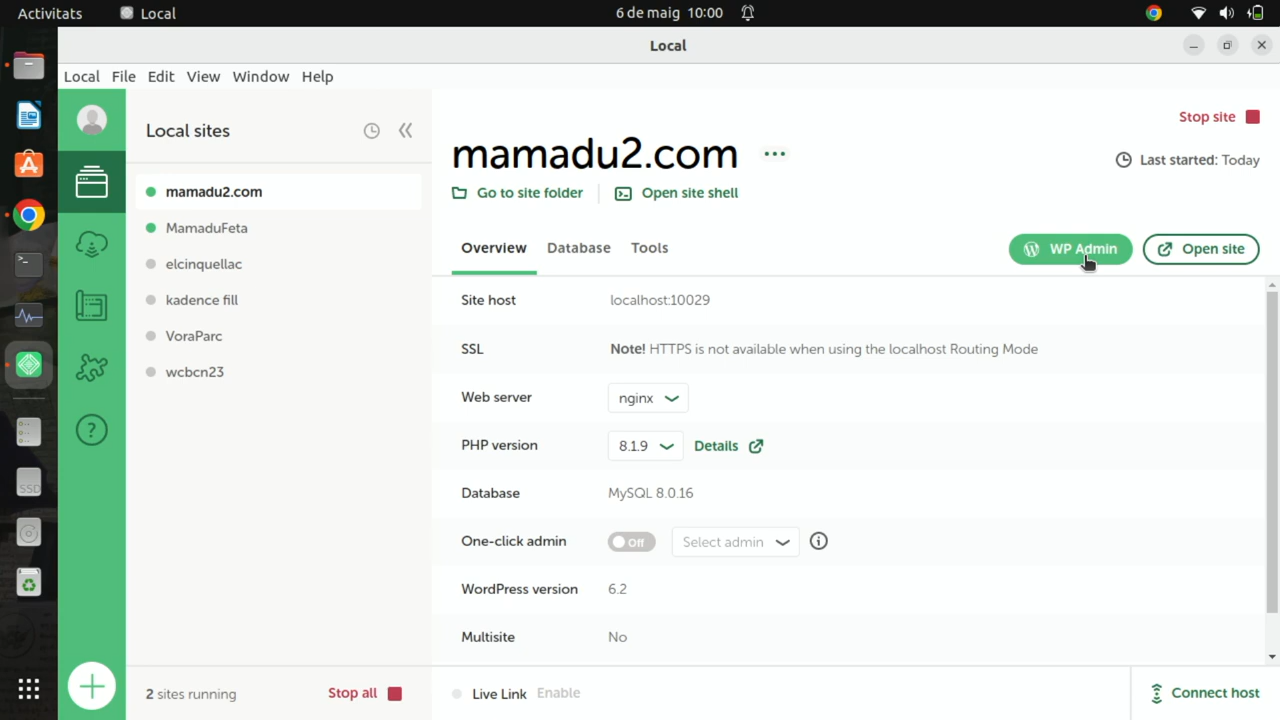 Activitats Local 6 de maig 10:00
Local
Local File Edit View Window Help
Local sites
mamadu2.com
MamaduFeta
elcinquellac
kadence fill
VoraParc
wcbcn23
2 sites running Stop all
Stop site
mamadu2.com ...
Last started: Today
Go to site folder Open site shell
Overview Database Tools WP Admin Open site
Site host localhost:10029
SSL Note! HTTPS is not available when using the localhost Routing Mode
Web server nginx
PHP version 8.1.9 Details
Database MySQL 8.0.16
One-click admin Off Select admin
WordPress version 6.2
Multisite No
Live Link Enable Connect host
SSD